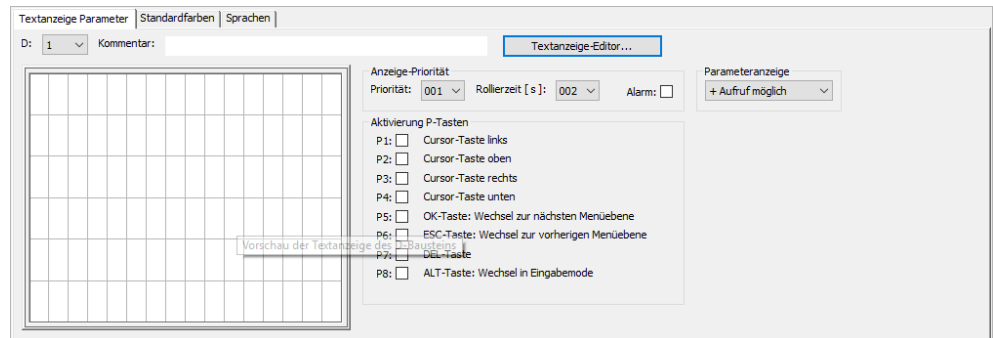 Textanzeige Parameter Standardfarben Sprachen
D: 1 Kommentar: Textanzeige-Editor...
Anzeige-Priorität
Priorität: 001 Rollierzeit [ s ]: 002 Alarm:
Parameteranzeige
+ Aufruf möglich
Aktivierung P-Tasten
P1: Cursor-Taste links
P2: Cursor-Taste oben
P3: Cursor-Taste rechts
P4: Cursor-Taste unten
P5: OK-Taste: Wechsel zur nächsten Menüebene
P6: ESC-Taste: Wechsel zur vorherigen Menüebene
Vorschau der Textanzeige des D-Bausteins
P7: DEL-Taste
P8: ALT-Taste: Wechsel in Eingabemode